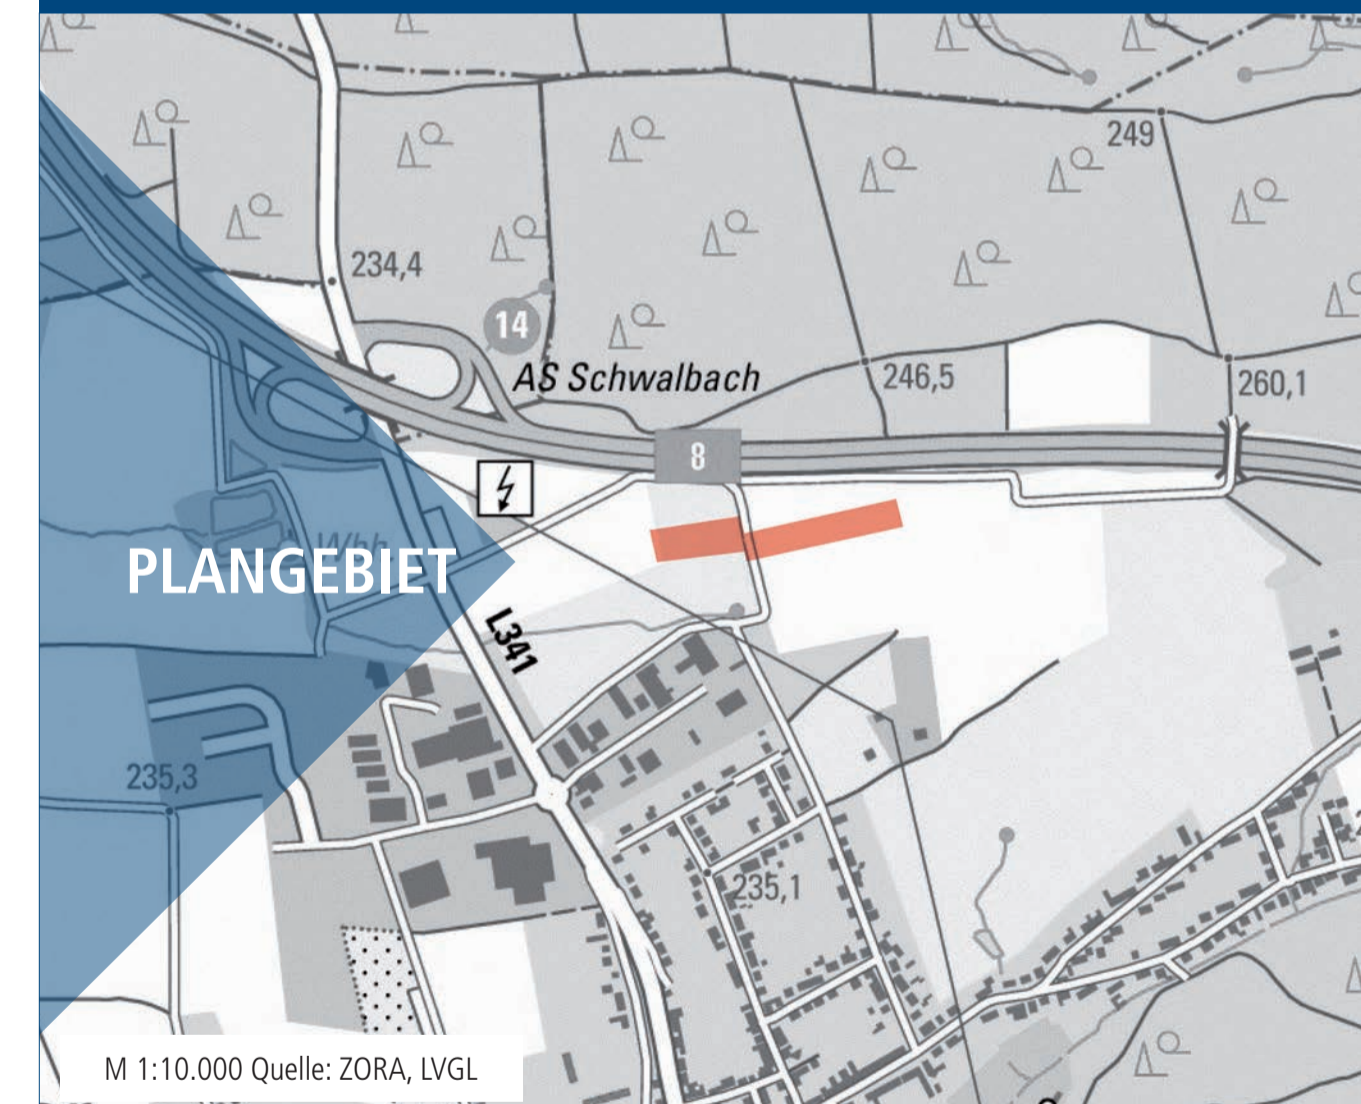 249
234,4
14
AS Schwalbach
246,5
260,1
8
Wbh
PLANGEBIET
L341
235,3
235,1
M 1:10.000 Quelle: ZORA, LVGL